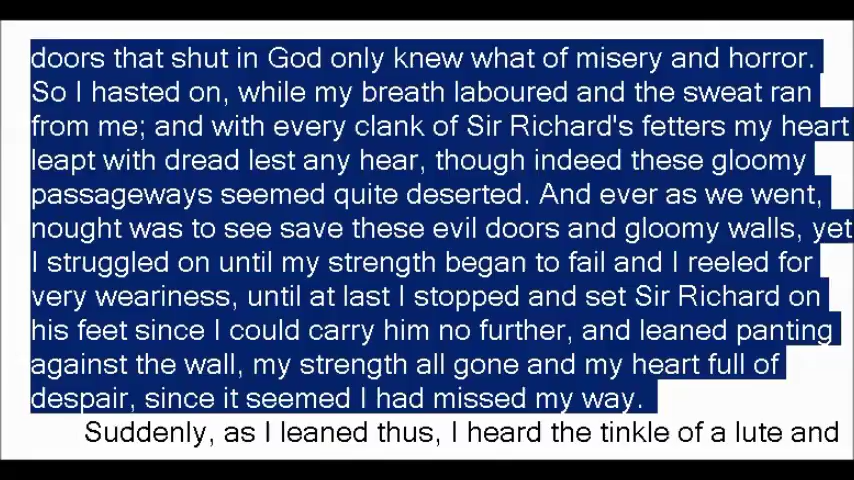 doors that shut in God only knew what of misery and horror.
So I hasted on, while my breath laboured and the sweat ran
from me; and with every clank of Sir Richard's fetters my heart
leapt with dread lest any hear, though indeed these gloomy
passageways seemed quite deserted. And ever as we went,
nought was to see save these evil doors and gloomy walls, yet
I struggled on until my strength began to fail and I reeled for
very weariness, until at last I stopped and set Sir Richard on
his feet since I could carry him no further, and leaned panting
against the wall, my strength all gone and my heart full of
despair, since it seemed I had missed my way.
Suddenly, as I leaned thus, I heard the tinkle of a lute and